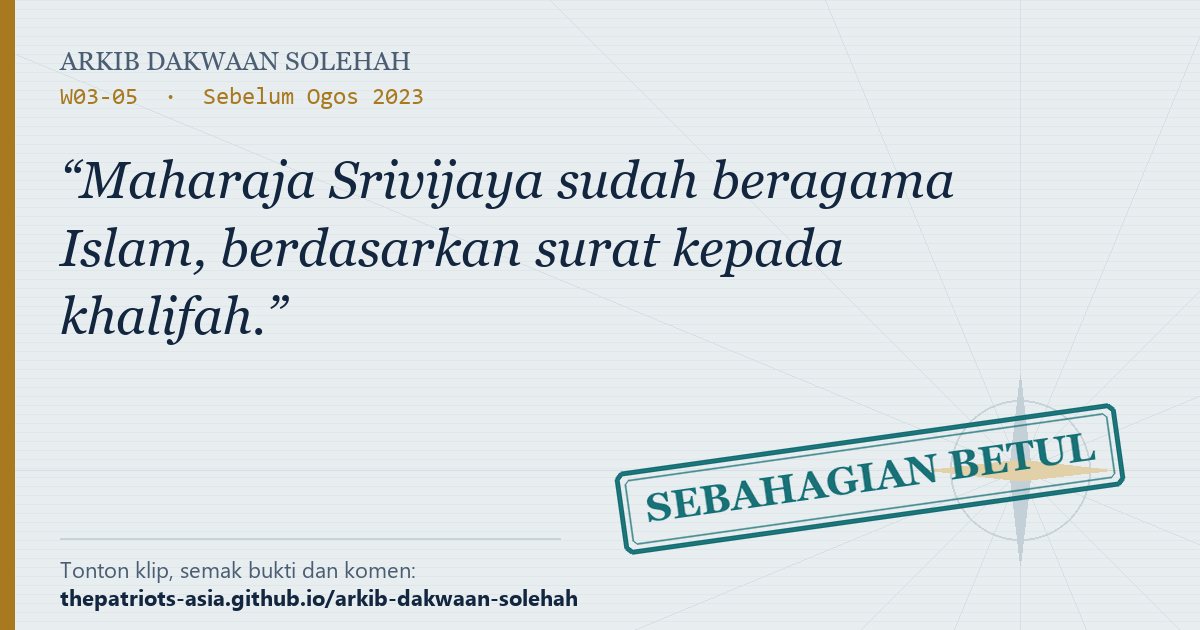 ARKIB DAKWAAN SOLEHAH
W03-05 · Sebelum Ogos 2023
“Maharaja Srivijaya sudah beragama
Islam, berdasarkan surat kepada
khalifah.”
SEBAHAGIAN BETUL
Tonton klip, semak bukti dan komen:
thepatriots-asia.github.io/arkib-dakwaan-solehah